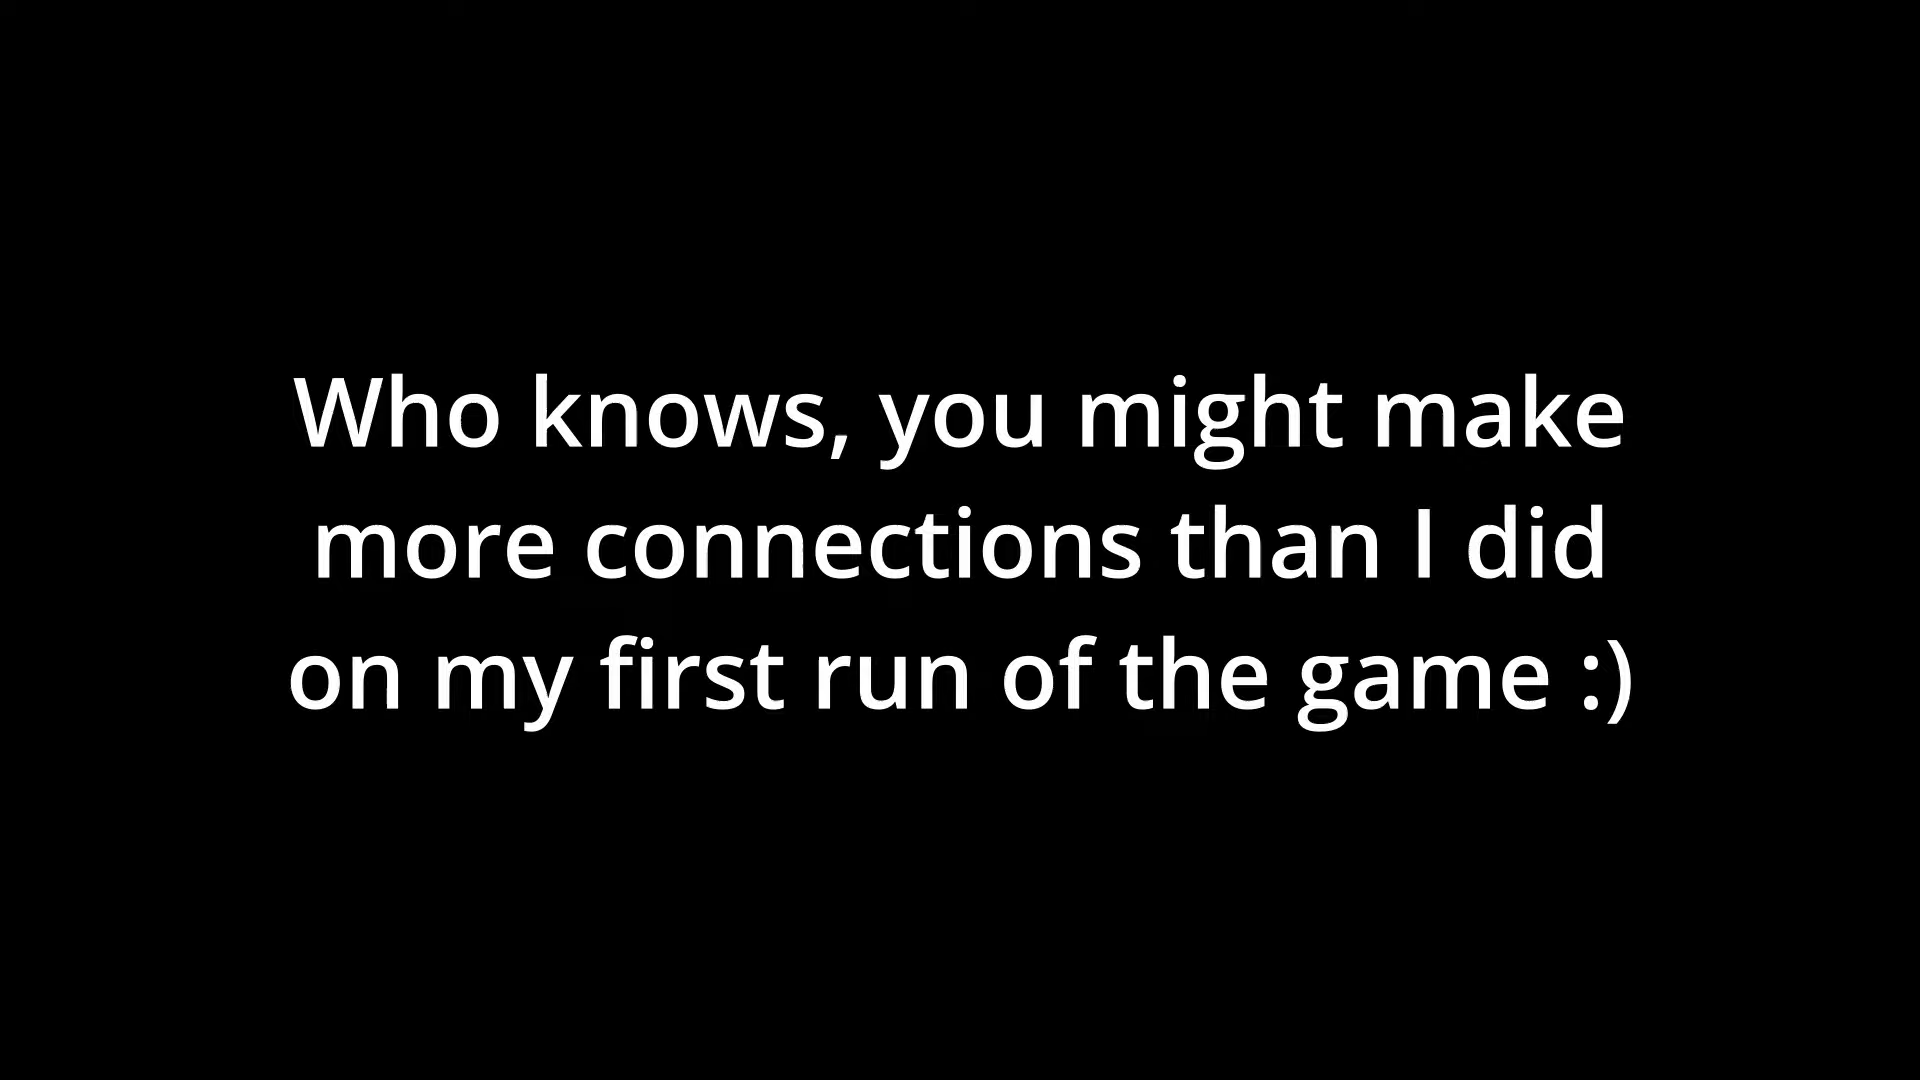 Who knows, you might make
more connections than I did
on my first run of the game :)